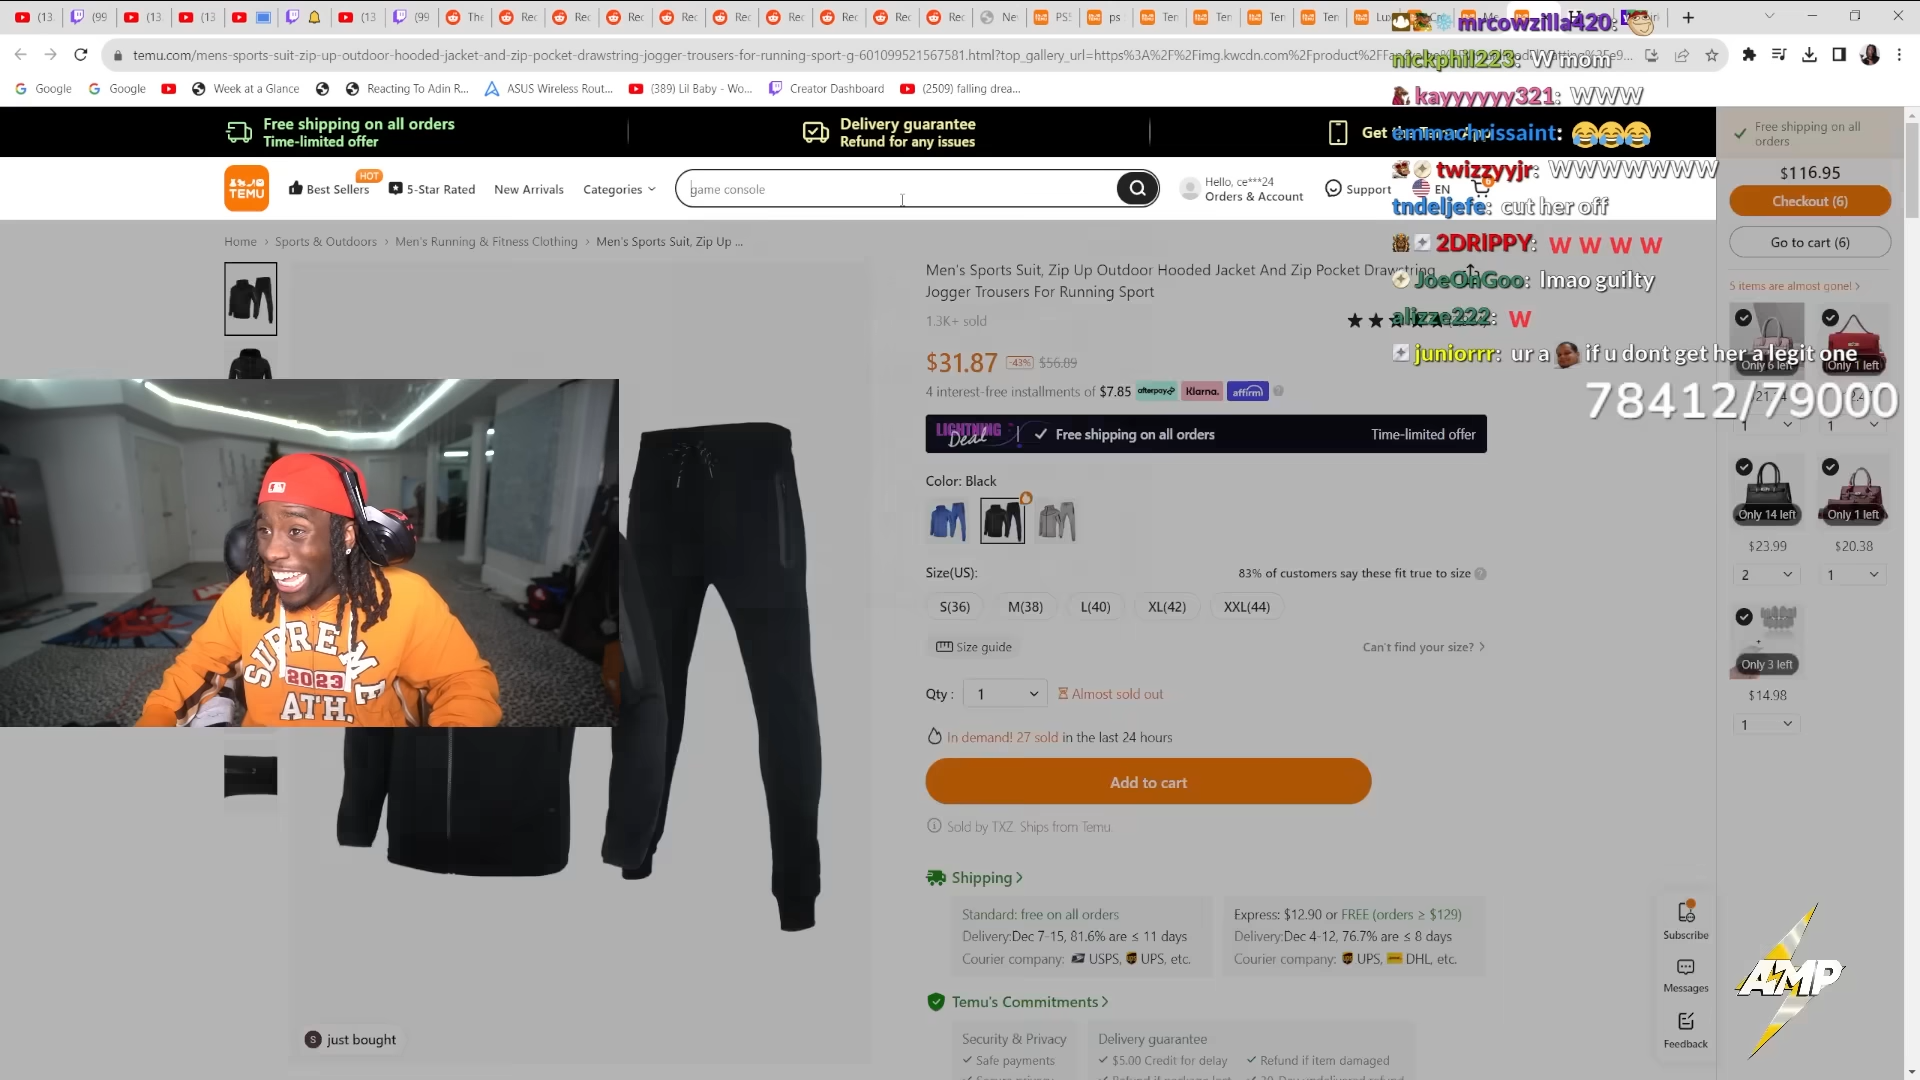 temu.com/mens-sports-suit-zip-up-outdoor-hooded-jacket-and-zip-pocket-drawstring-jogger-trousers-for-running-sport-g-601099521567581.html?top_gallery_url=https%3A%2F%2Fimg.kwcdn.com%2Fproduct%2F
Google
Google
Week at a Glance
Reacting To Adin R...
ASUS Wireless Rout...
(389) Lil Baby - Wo...
Creator Dashboard
(2509) falling drea...
mrcowzilla420:
nickphil223: W mom
kayyyyyy321: WWW
emmachrissaint:
twizzyyjr: WWWWWWW
tndeljefe: cut her off
2DRIPPY: W W W W
JoeOnGoo: lmao guilty
alizze222: W
juniorrr: ur a if u dont get her a legit one
78412/79000
Free shipping on all orders
Time-limited offer
Delivery guarantee
Refund for any issues
TEMU
HOT
Best Sellers
5-Star Rated
New Arrivals
Categories
game console
Hello, ce***24
Orders & Account
Support
EN
Home › Sports & Outdoors › Men's Running & Fitness Clothing › Men's Sports Suit, Zip Up ...
Men's Sports Suit, Zip Up Outdoor Hooded Jacket And Zip Pocket Drawstring
Jogger Trousers For Running Sport
1.3K+ sold
$31.87 -43% $56.89
4 interest-free installments of $7.85 afterpay Klarna. affirm
LIGHTNING Deal
Free shipping on all orders
Time-limited offer
Color: Black
Size(US):
83% of customers say these fit true to size
S(36) M(38) L(40) XL(42) XXL(44)
Size guide
Can't find your size?
Qty : 1
Almost sold out
In demand! 27 sold in the last 24 hours
Add to cart
Sold by TXZ. Ships from Temu.
Shipping
Standard: free on all orders
Delivery:Dec 7-15, 81.6% are ≤ 11 days
Courier company: USPS, UPS, etc.
Express: $12.90 or FREE (orders ≥ $129)
Delivery:Dec 4-12, 76.7% are ≤ 8 days
Courier company: UPS, DHL, etc.
Temu's Commitments
Security & Privacy
Safe payments
Delivery guarantee
$5.00 Credit for delay
Refund if item damaged
just bought
SUPREME
2023
ATH.
Free shipping on all
orders
$116.95
Checkout (6)
Go to cart (6)
5 items are almost gone!
Only 6 left
Only 1 left
1
1
Only 14 left
Only 1 left
$23.99
$20.38
2
1
Only 3 left
$14.98
1
Subscribe
Messages
Feedback
AMP